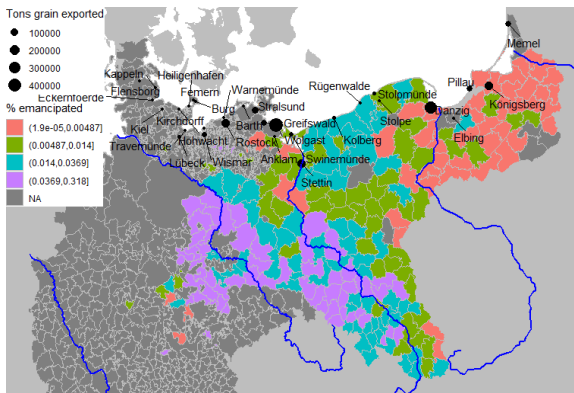 Tons grain exported
100000
200000
300000
400000
% emancipated
(1.9e-05,0.00487]
(0.00487,0.014]
(0.014,0.0369]
(0.0369,0.318]
NA
Memel
Kappeln
Heiligenhafen
Flensborg
Femern
Warnemünde
Rügenwalde
Pillau
Eckernfoerde
Stolpmünde
Königsberg
Burg
Stralsund
Danzig
Kirchdorf
Barth
Greifswald
Stolpe
Kiel
Kolberg
Elbing
Travemünde
Hohwacht
Rostock
Wolgast
Lübeck
Wismar
Anklam
Swinemünde
Stettin